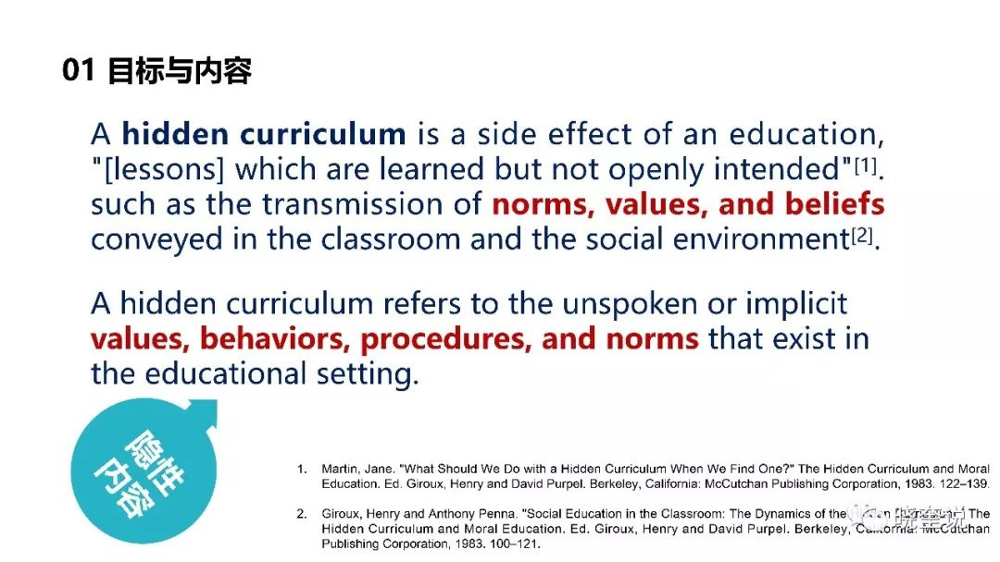 01 目标与内容
A hidden curriculum is a side effect of an education,
"[lessons] which are learned but not openly intended"[1].
such as the transmission of norms, values, and beliefs
conveyed in the classroom and the social environment[2].
A hidden curriculum refers to the unspoken or implicit
values, behaviors, procedures, and norms that exist in
the educational setting.
隐性
内容
1. Martin, Jane. "What Should We Do with a Hidden Curriculum When We Find One?" The Hidden Curriculum and Moral
Education. Ed. Giroux, Henry and David Purpel. Berkeley, California: McCutchan Publishing Corporation, 1983. 122–139.
2. Giroux, Henry and Anthony Penna. "Social Education in the Classroom: The Dynamics of the The
Hidden Curriculum and Moral Education. Ed. Giroux, Henry and David Purpel. Berkeley, California: McCutchan
Publishing Corporation, 1983. 100–121.
晓奎说